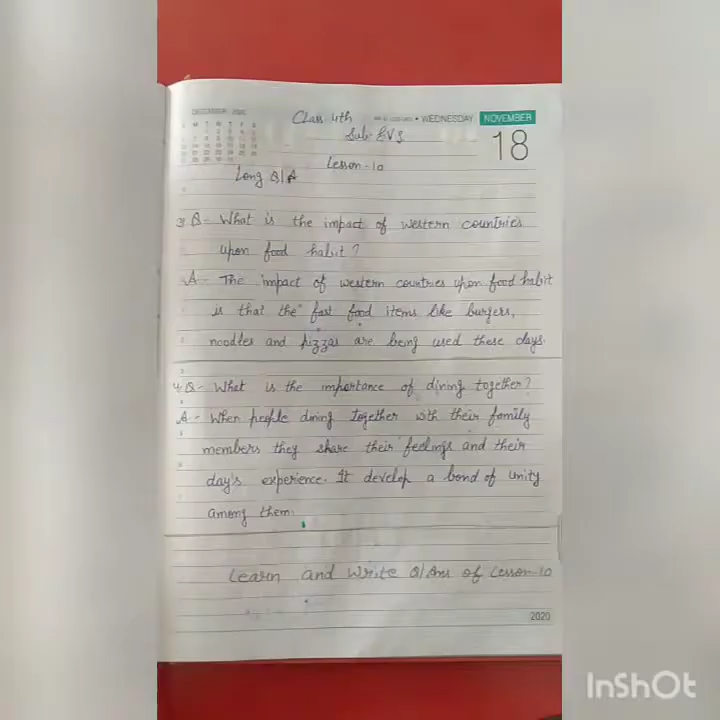 DECEMBER 2020
Class 4th • WEDNESDAY NOVEMBER
Sub- EVS 18
Lesson-10
Long Q/A
3 Q- What is the impact of western countries
upon food habit?
A- The impact of western countries upon food habit
is that the fast food items like burgers,
noodles and pizzas are being used these days.
4 Q- What is the importance of dining together?
A- When people dining together with their family
members they share their feelings and their
day's experience. It develop a bond of unity
among them.
Learn and write Q/Ans of Lesson-10
2020
InShOt